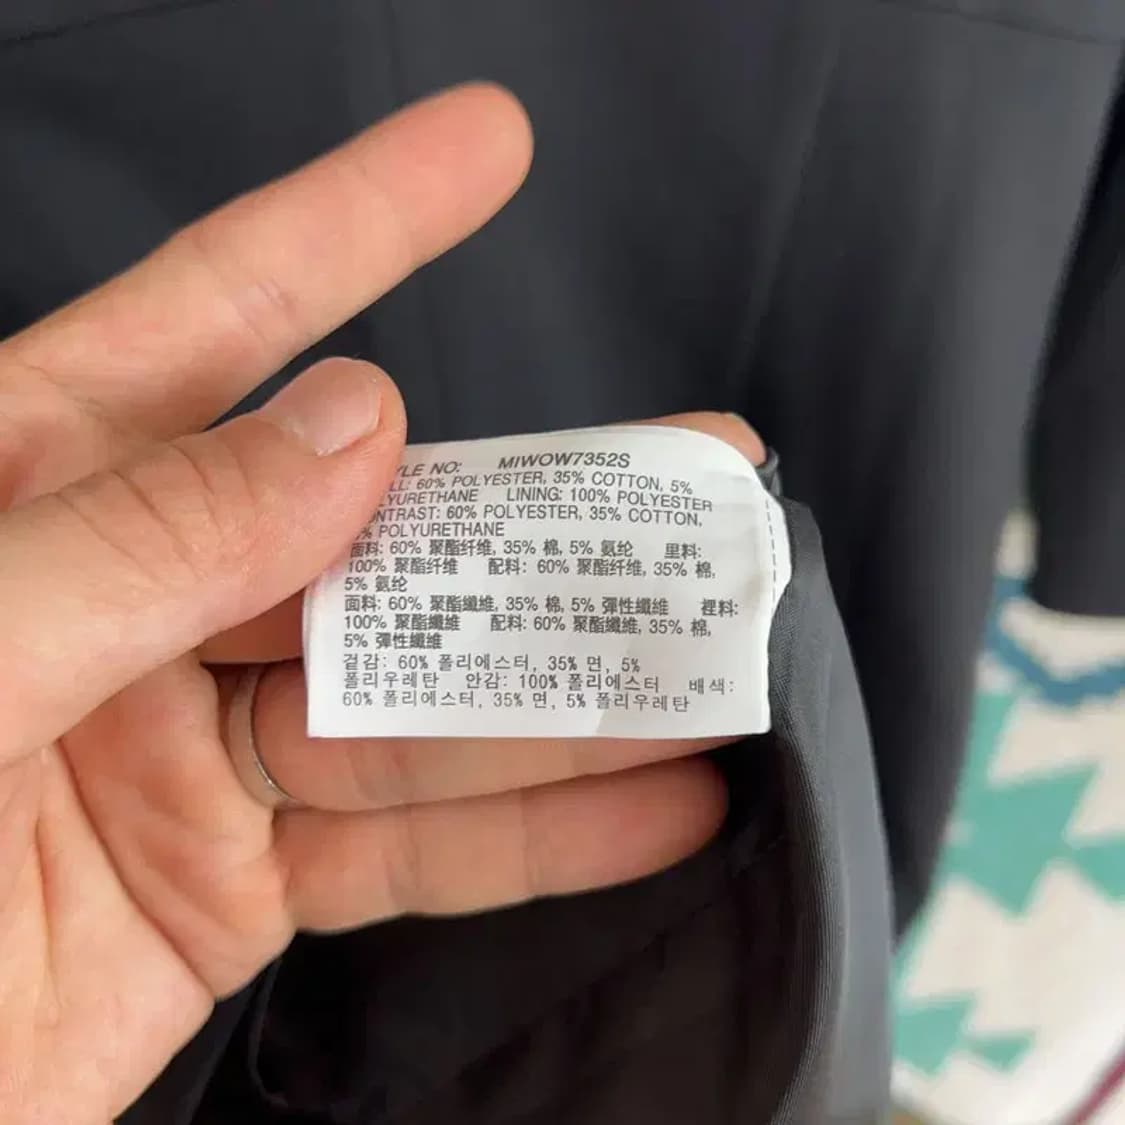 YLE NO: MIWOW7352S
LL: 60% POLYESTER, 35% COTTON, 5%
LYURETHANE LINING: 100% POLYESTER
NTRAST: 60% POLYESTER, 35% COTTON,
% POLYURETHANE
面料: 60% 聚酯纤维, 35% 棉, 5% 氨纶 里料:
100% 聚酯纤维 配料: 60% 聚酯纤维, 35% 棉,
5% 氨纶
面料: 60% 聚酯纖維, 35% 棉, 5% 彈性纖維 裡料:
100% 聚酯纖維 配料: 60% 聚酯纖維, 35% 棉,
5% 彈性纖維
겉감: 60% 폴리에스터, 35% 면, 5%
폴리우레탄 안감: 100% 폴리에스터 배색:
60% 폴리에스터, 35% 면, 5% 폴리우레탄